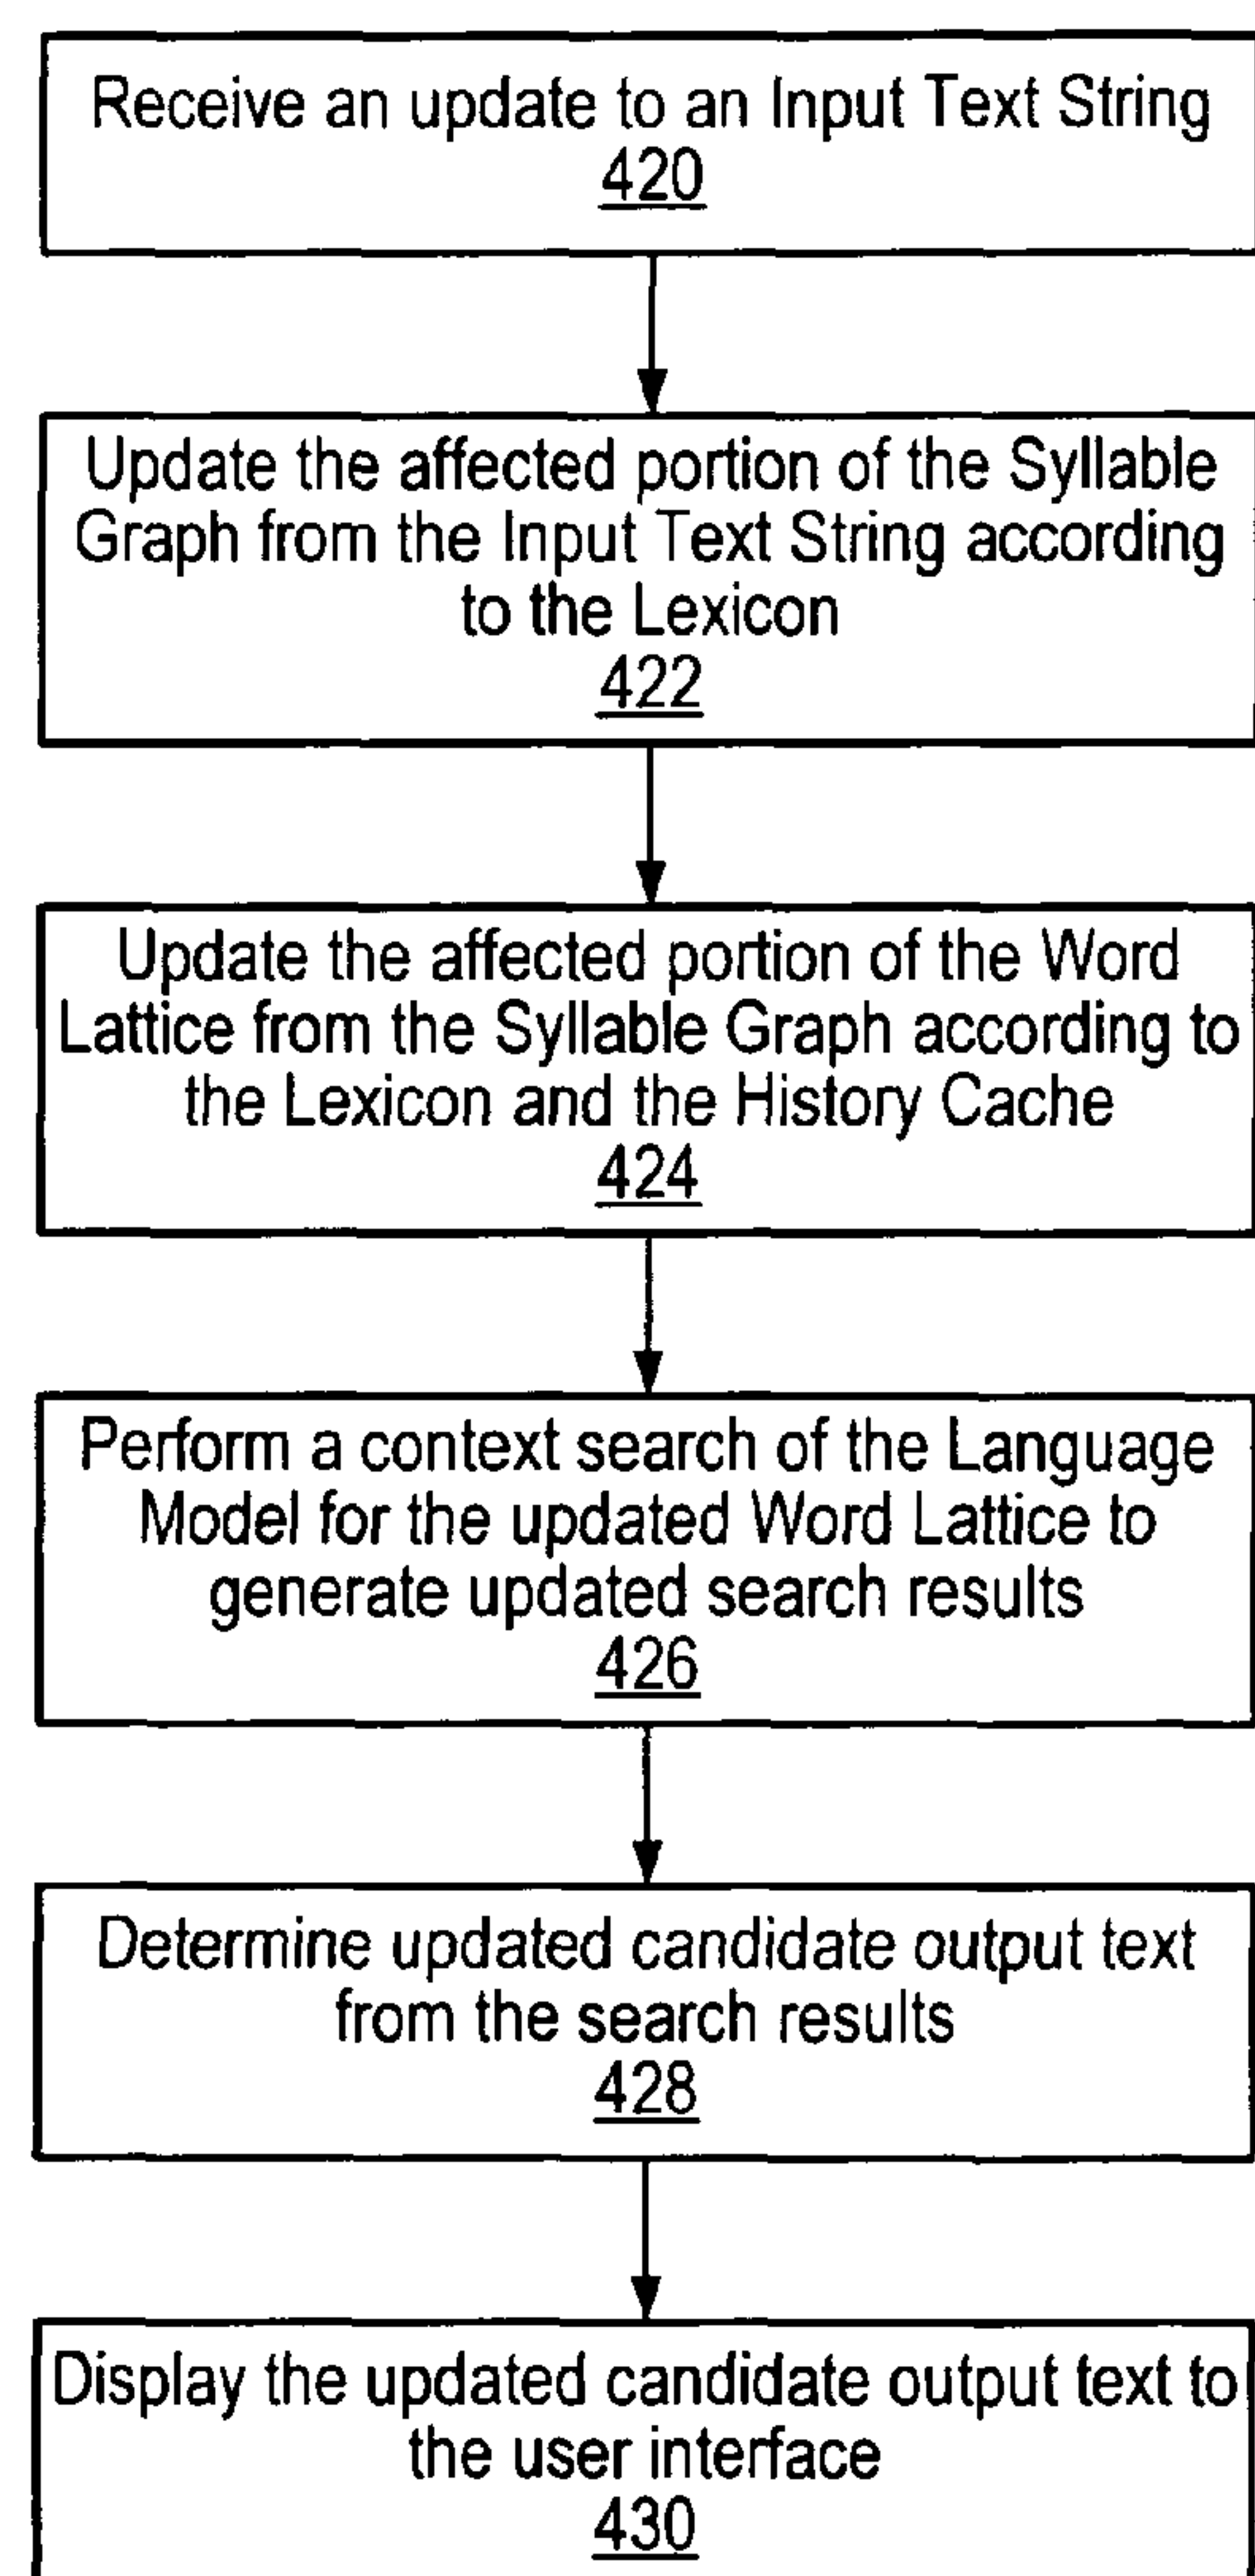 Receive an update to an Input Text String
420
Update the affected portion of the Syllable
Graph from the Input Text String according
to the Lexicon
422
Update the affected portion of the Word
Lattice from the Syllable Graph according to
the Lexicon and the History Cache
424
Perform a context search of the Language
Model for the updated Word Lattice to
generate updated search results
426
Determine updated candidate output text
from the search results
428
Display the updated candidate output text to
the user interface
430